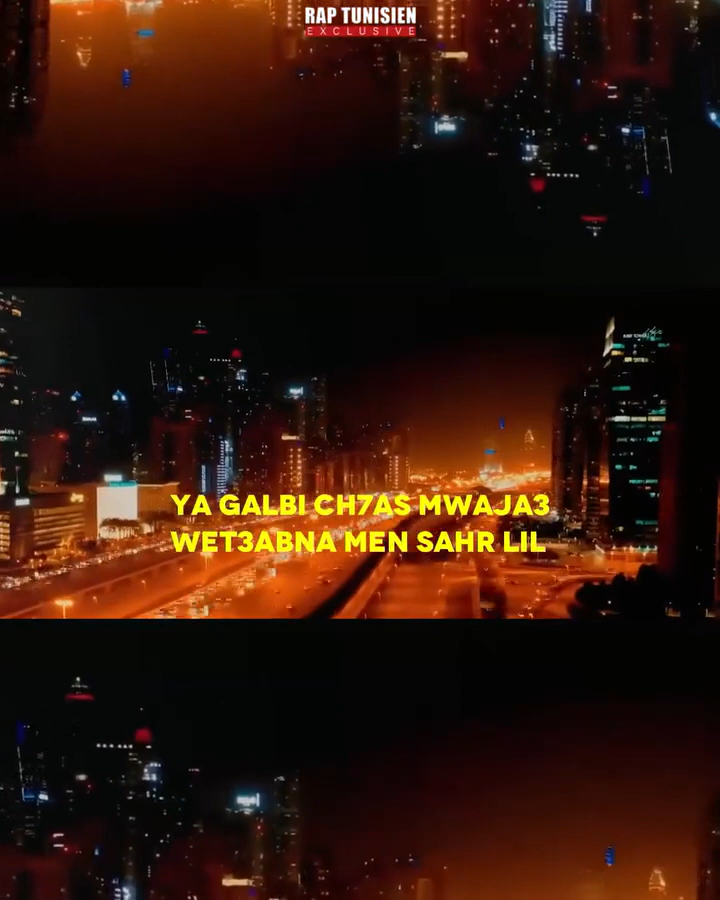 RAP TUNISIEN
EXCLUSIVE
YA GALBI CH7AS MWAJA3
WET3ABNA MEN SAHR LIL